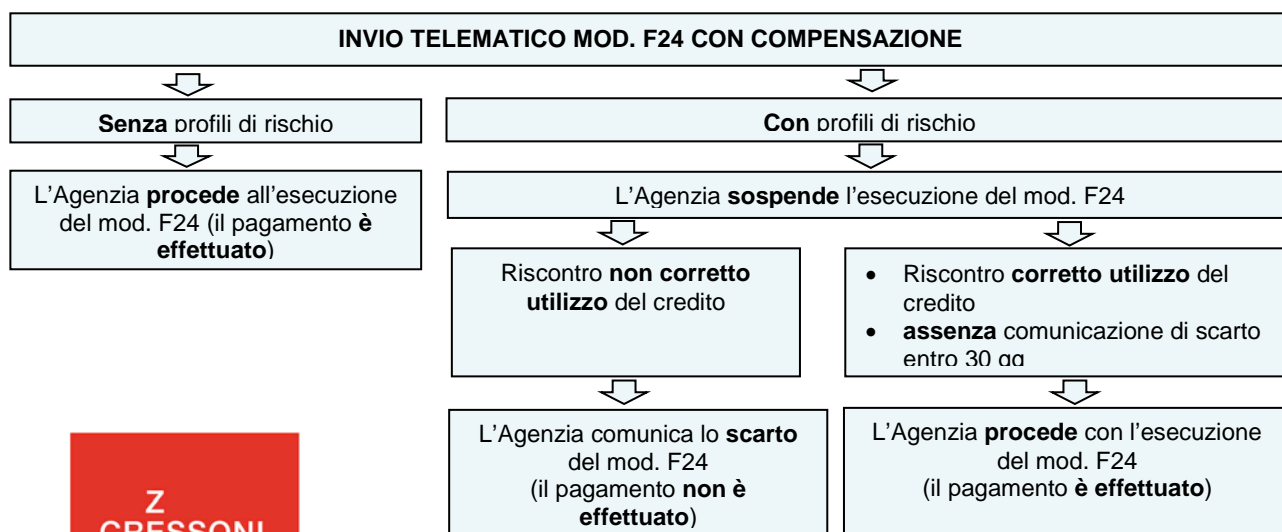 INVIO TELEMATICO MOD. F24 CON COMPENSAZIONE
Senza profili di rischio
Con profili di rischio
L'Agenzia procede all'esecuzione
del mod. F24 (il pagamento è
effettuato)
L'Agenzia sospende l'esecuzione del mod. F24
Riscontro non corretto
utilizzo del credito
• Riscontro corretto utilizzo del
credito
• assenza comunicazione di scarto
entro 30 gg
L'Agenzia comunica lo scarto
del mod. F24
(il pagamento non è
effettuato)
L'Agenzia procede con l'esecuzione
del mod. F24
(il pagamento è effettuato)
Z
CRESSONI